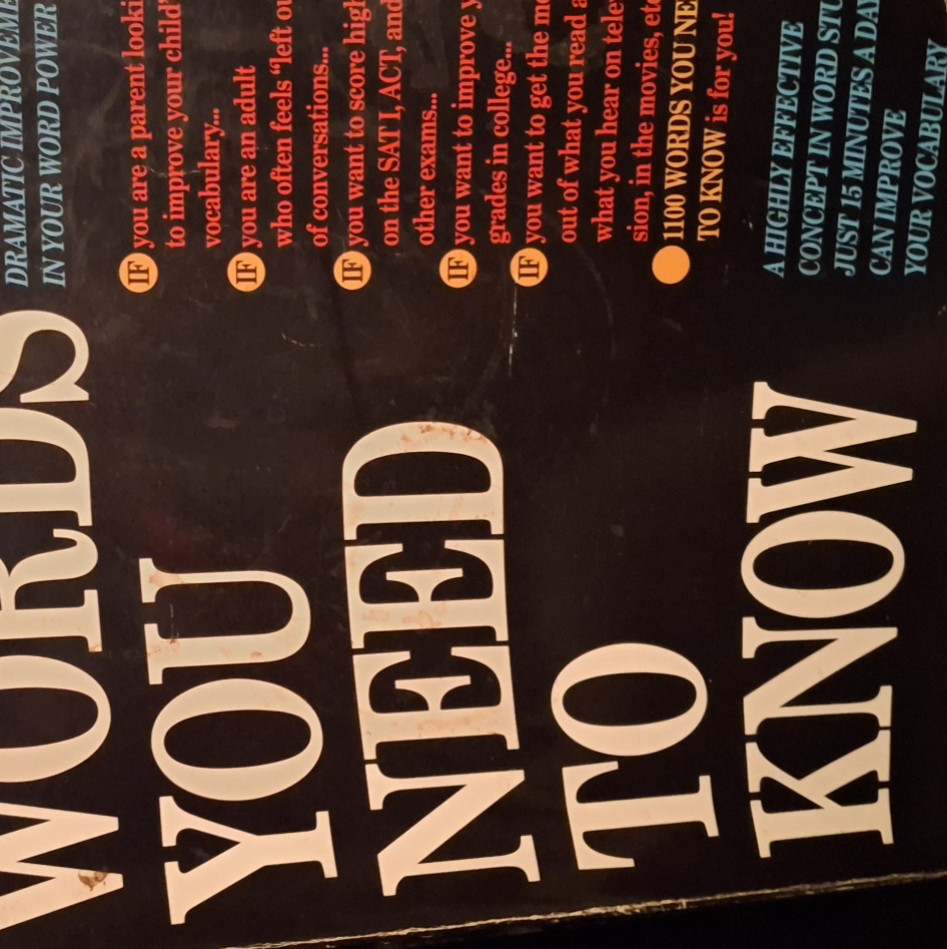 WORDS
YOU
NEED
TO
KNOW
DRAMATIC IMPROVEME
IN YOUR WORD POWER
IF you are a parent looki
to improve your child'
vocabulary...
IF you are an adult
who often feels "left ou
of conversations...
IF you want to score high
on the SAT I, ACT, and
other exams...
IF you want to improve y
grades in college...
IF you want to get the mo
out of what you read a
what you hear on telev
sion, in the movies, etc
1100 WORDS YOU NE
TO KNOW is for you!
A HIGHLY EFFECTIVE
CONCEPT IN WORD STU
JUST 15 MINUTES A DAY
CAN IMPROVE
YOUR VOCABULARY